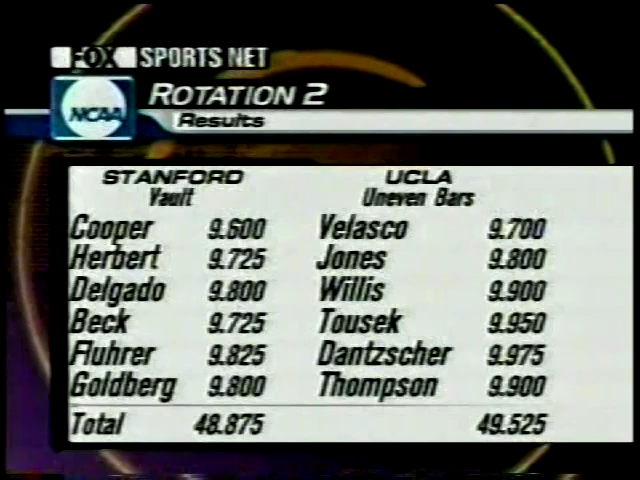 FOX SPORTS NET
NCAA
ROTATION 2
Results
STANFORD UCLA
Vault Uneven Bars
Cooper 9.600 Velasco 9.700
Herbert 9.725 Jones 9.800
Delgado 9.800 Willis 9.900
Beck 9.725 Tousek 9.950
Fluhrer 9.825 Dantzscher 9.975
Goldberg 9.800 Thompson 9.900
Total 48.875 49.525